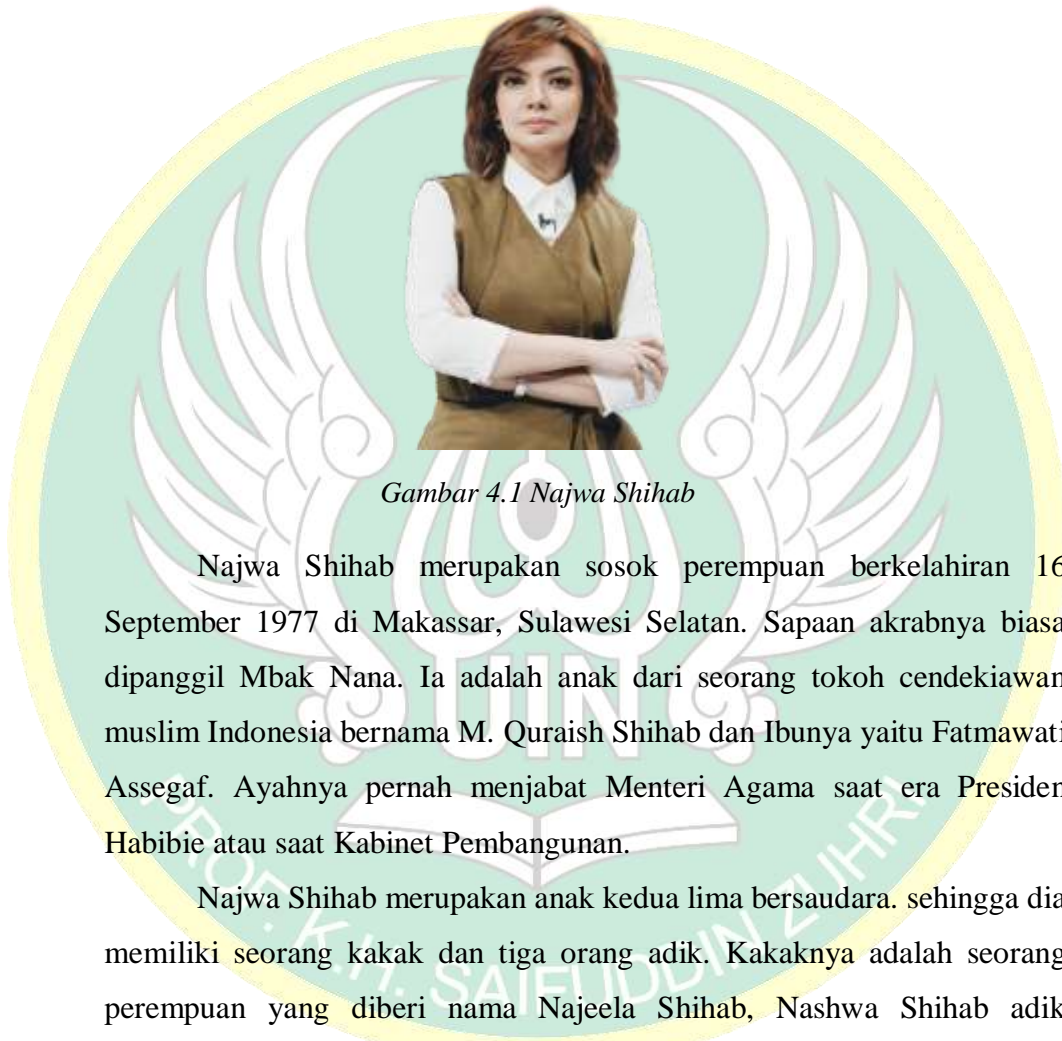 Gambar 4.1 Najwa Shihab
Najwa Shihab merupakan sosok perempuan berkelahiran 16
September 1977 di Makassar, Sulawesi Selatan. Sapaan akrabnya biasa
dipanggil Mbak Nana. Ia adalah anak dari seorang tokoh cendekiawan
muslim Indonesia bernama M. Quraish Shihab dan Ibunya yaitu Fatmawati
Assegaf. Ayahnya pernah menjabat Menteri Agama saat era Presiden
Habibie atau saat Kabinet Pembangunan.
Najwa Shihab merupakan anak kedua lima bersaudara. sehingga dia
memiliki seorang kakak dan tiga orang adik. Kakaknya adalah seorang
perempuan yang diberi nama Najeela Shihab, Nashwa Shihab adik
UIN
PROF. K.H. SAIFUDDIN ZUHRI